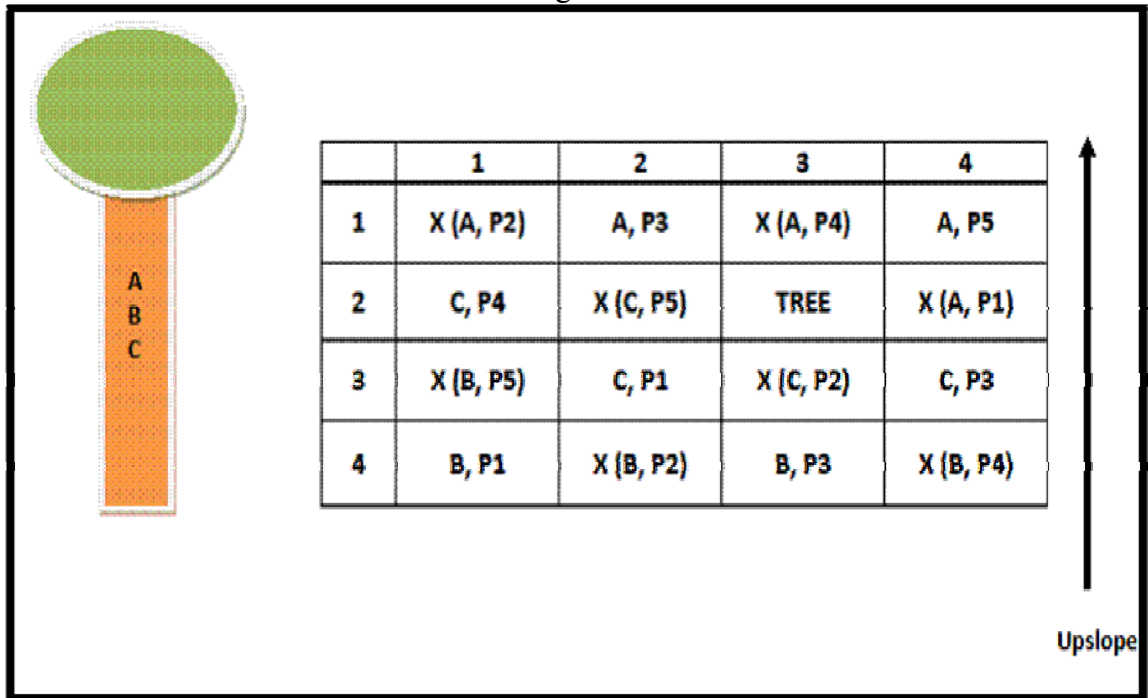 A
B
C
1 2 3 4
1 X (A, P2) A, P3 X (A, P4) A, P5
2 C, P4 X (C, P5) TREE X (A, P1)
3 X (B, P5) C, P1 X (C, P2) C, P3
4 B, P1 X (B, P2) B, P3 X (B, P4)
Upslope